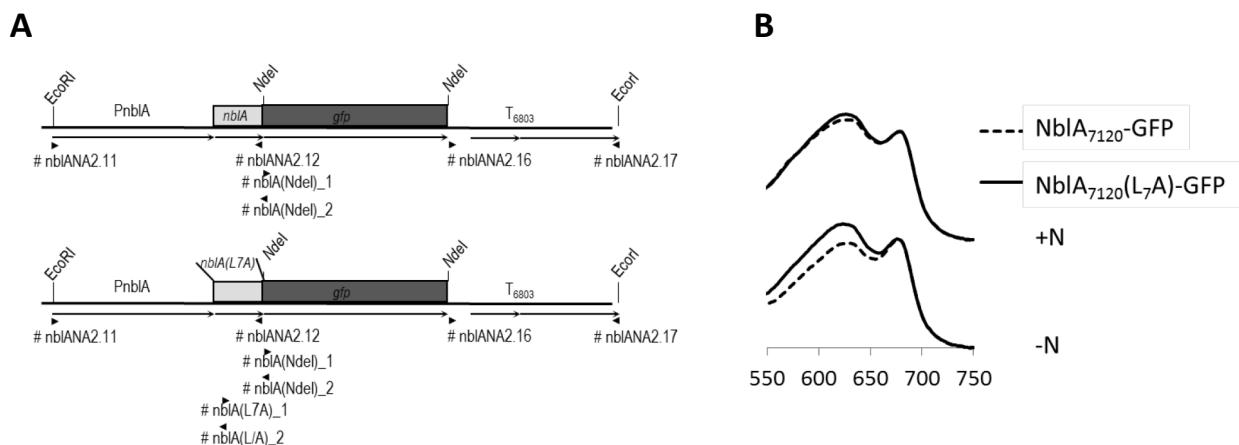 A
EcoRI
PnblA
nblA
NdeI
gfp
NdeI
T6803
EcorI
# nblANA2.11
# nblANA2.12
# nblANA2.16
# nblANA2.17
# nblA(NdeI)_1
# nblA(NdeI)_2
EcoRI
PnblA
nblA(L7A)
NdeI
gfp
NdeI
T6803
EcorI
# nblANA2.11
# nblANA2.12
# nblANA2.16
# nblANA2.17
# nblA(NdeI)_1
# nblA(NdeI)_2
# nblA(L7A)_1
# nblA(L/A)_2
B
NblA7120-GFP
NblA7120(L7A)-GFP
+N
-N
550 600 650 700 750